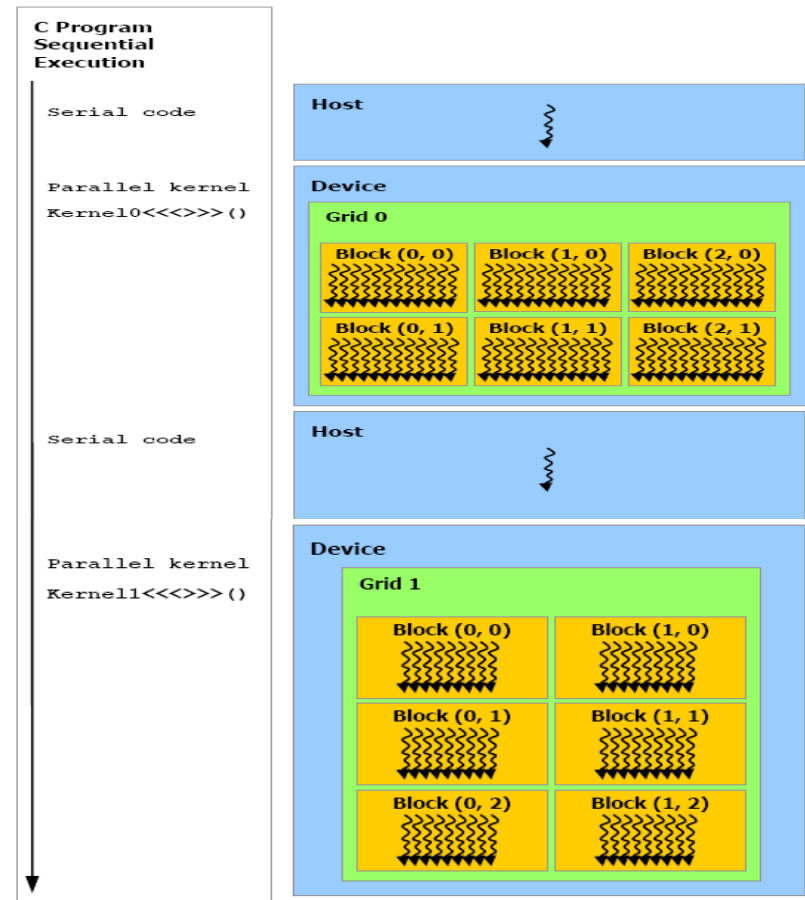 C Program
Sequential
Execution
Serial code
Host
Parallel kernel
Kernel0<<<>>>()
Device
Grid 0
Block (0, 0)
Block (1, 0)
Block (2, 0)
Block (0, 1)
Block (1, 1)
Block (2, 1)
Serial code
Host
Parallel kernel
Kernel1<<<>>>()
Device
Grid 1
Block (0, 0)
Block (1, 0)
Block (0, 1)
Block (1, 1)
Block (0, 2)
Block (1, 2)